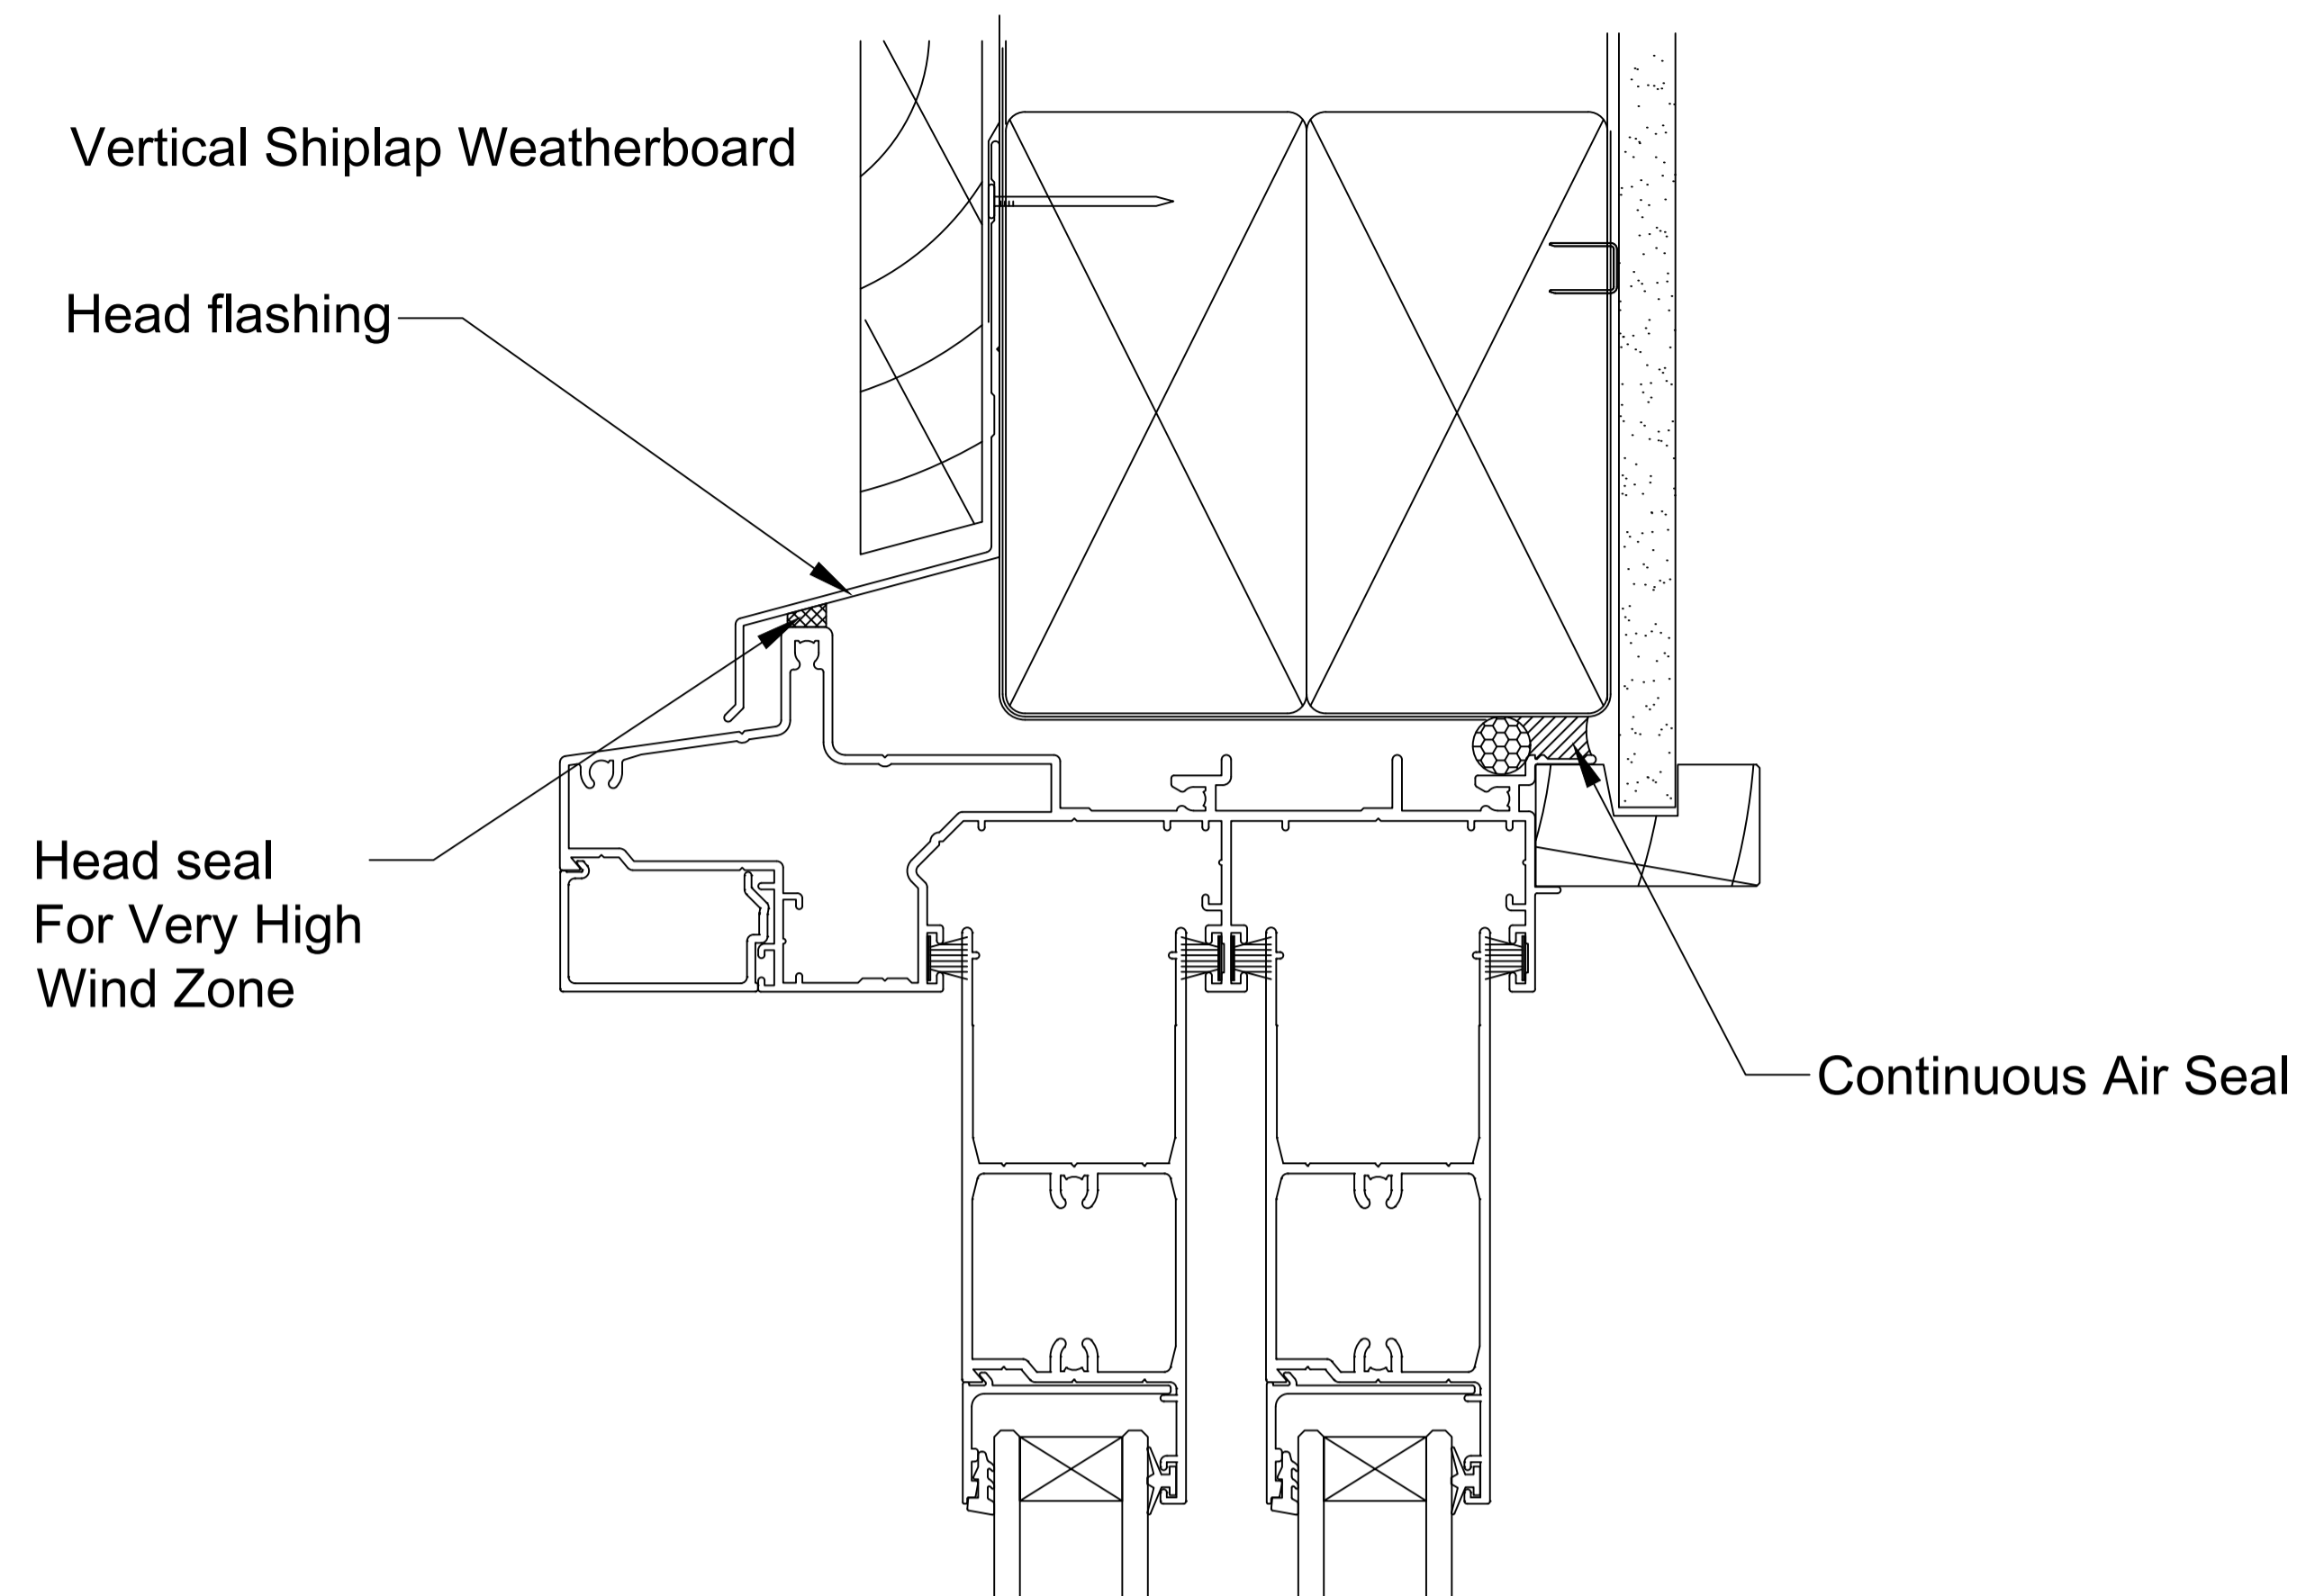 Vertical Shiplap Weatherboard
Head flashing
Head seal
For Very High
Wind Zone
Continuous Air Seal